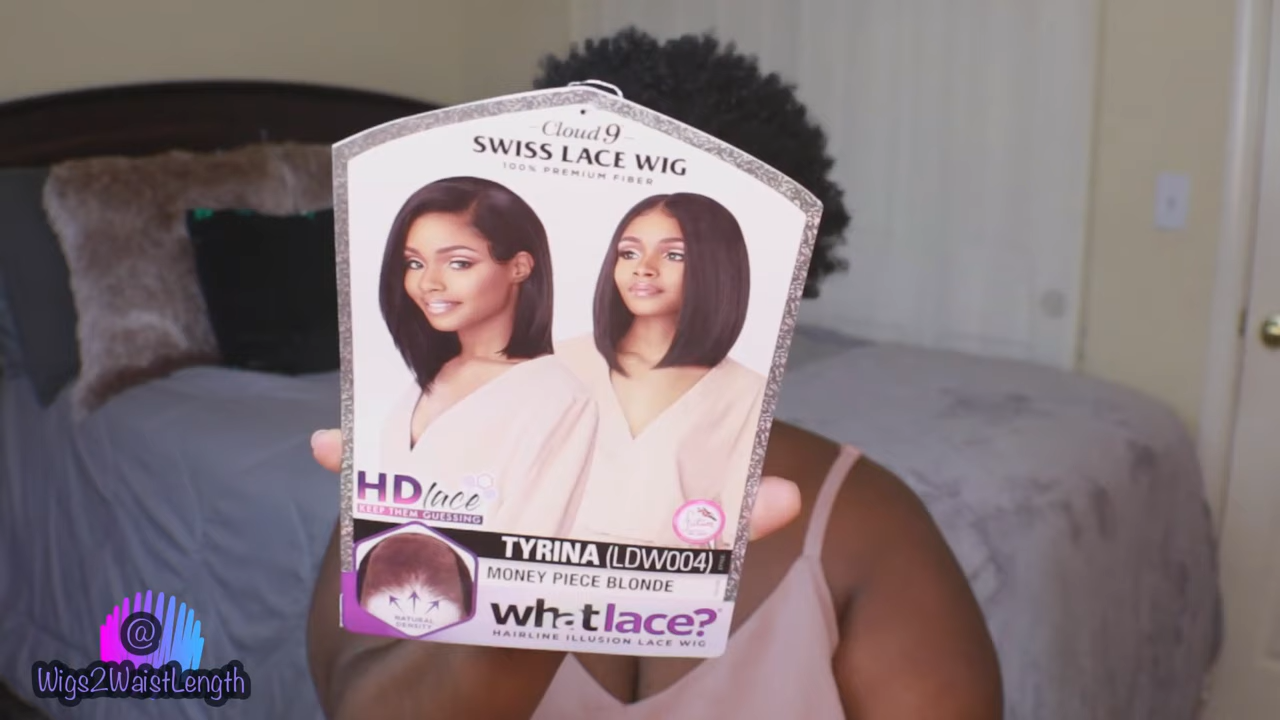 Cloud 9
SWISS LACE WIG
100% PREMIUM FIBER
HD lace
KEEP THEM GUESSING
TYRINA (LDW004)
MONEY PIECE BLONDE
NATURAL
DENSITY
whatlace?
HAIRLINE ILLUSION LACE WIG
@
Wigs2WaistLength